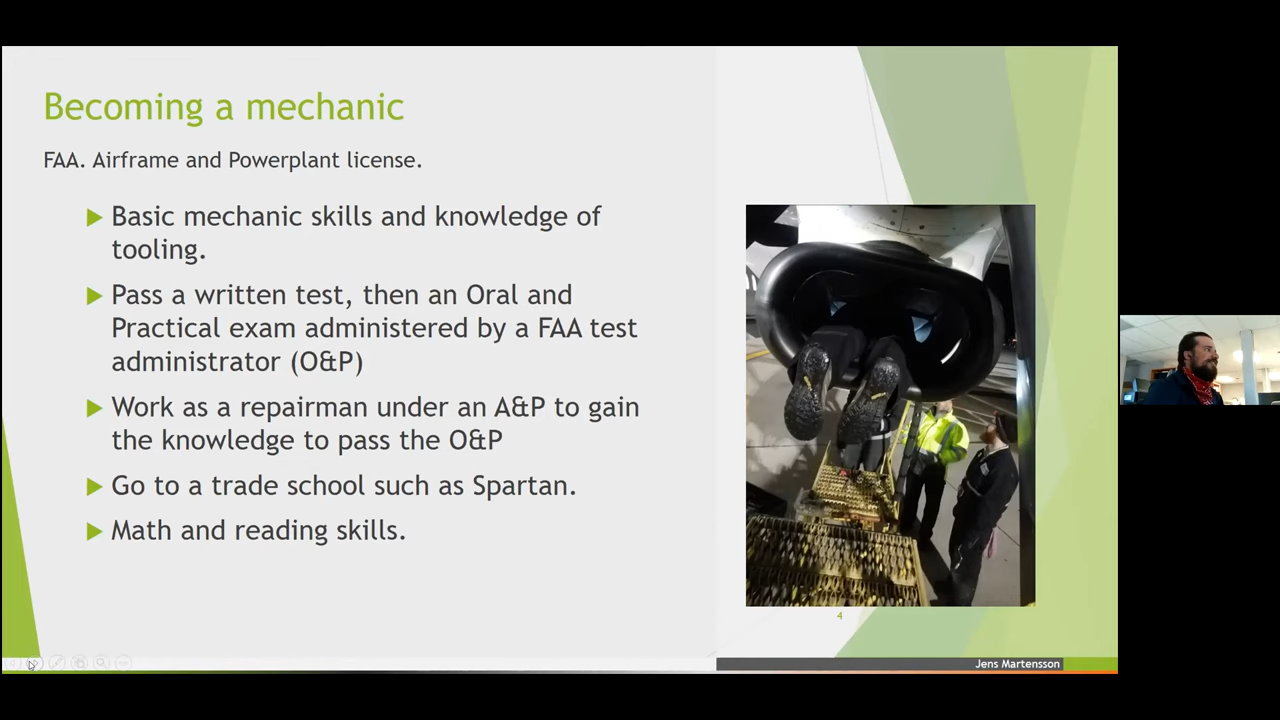 Becoming a mechanic
FAA. Airframe and Powerplant license.
Basic mechanic skills and knowledge of
tooling.
Pass a written test, then an Oral and
Practical exam administered by a FAA test
administrator (O&P)
Work as a repairman under an A&P to gain
the knowledge to pass the O&P
Go to a trade school such as Spartan.
Math and reading skills.
4
Jens Martensson